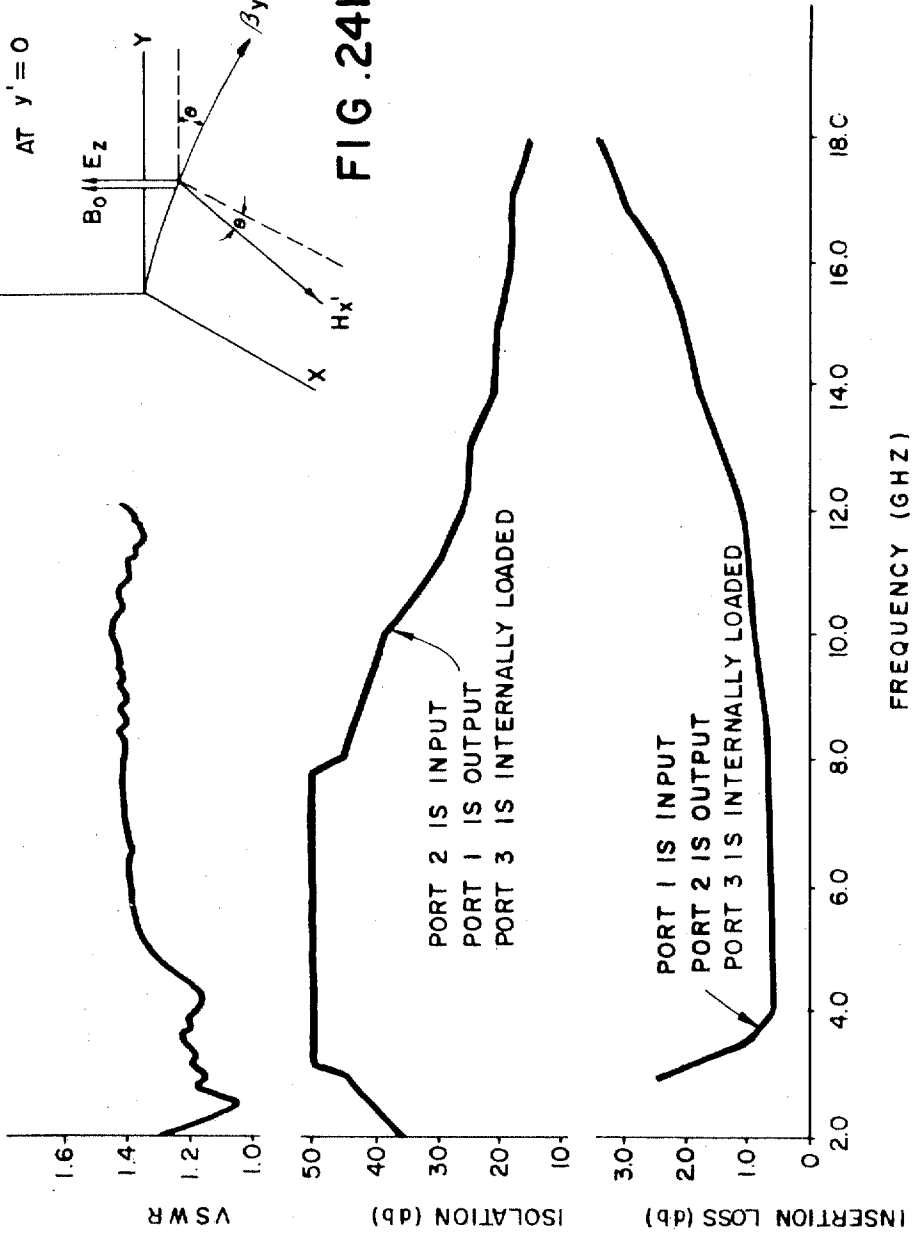 AT y'=0
B₀
E_Z
Y
θ
βy
θ
H_X'
X
FIG.24
VSWR
1.6
1.4
1.2
1.0
ISOLATION (db)
50
40
30
20
10
PORT 2 IS INPUT
PORT 1 IS OUTPUT
PORT 3 IS INTERNALLY LOADED
INSERTION LOSS (db)
3.0
2.0
1.0
0
PORT 1 IS INPUT
PORT 2 IS OUTPUT
PORT 3 IS INTERNALLY LOADED
2.0 4.0 6.0 8.0 10.0 12.0 14.0 16.0 18.0
FREQUENCY (GHZ)